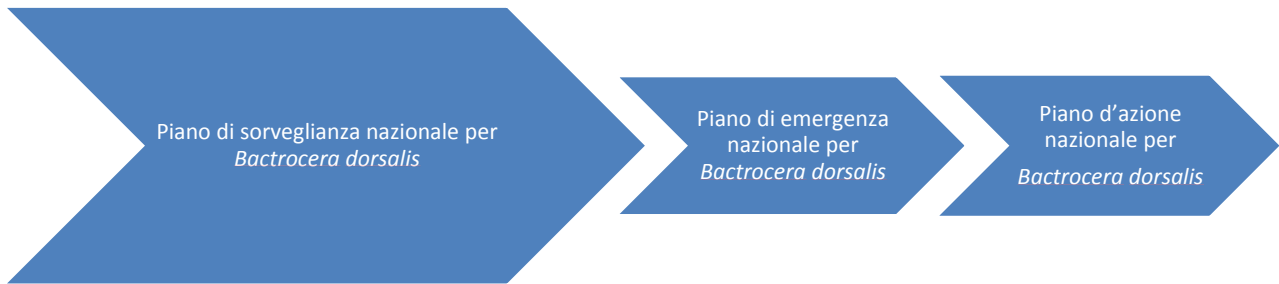 Piano di sorveglianza nazionale per
Bactrocera dorsalis
Piano di emergenza
nazionale per
Bactrocera dorsalis
Piano d’azione
nazionale per
Bactrocera dorsalis